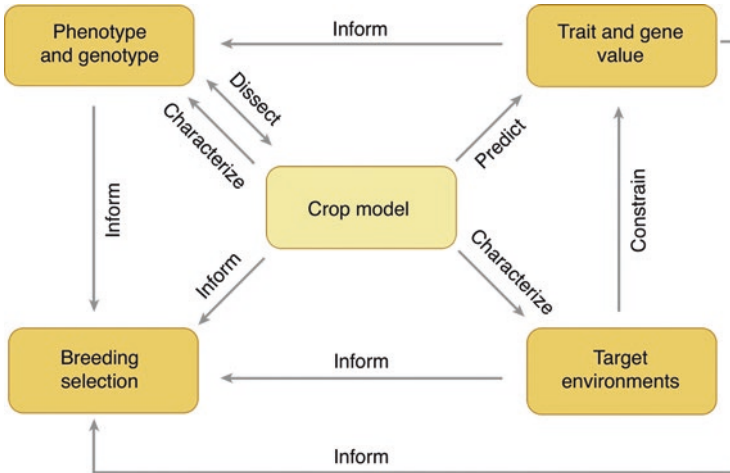 Phenotype
and genotype
Inform
Trait and gene
value
Dissect
Characterize
Predict
Crop model
Inform
Constrain
Inform
Characterize
Breeding
selection
Inform
Target
environments
Inform